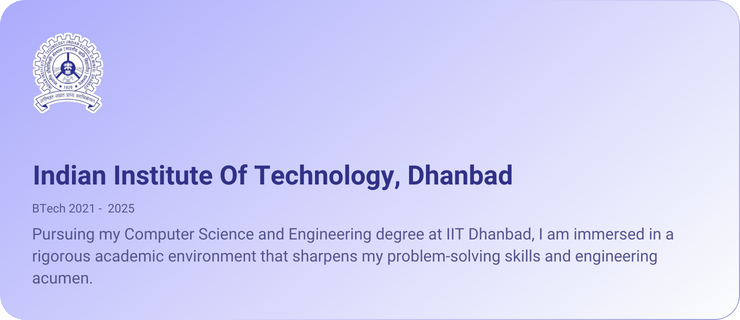 Indian Institute Of Technology, Dhanbad
BTech 2021 - 2025
Pursuing my Computer Science and Engineering degree at IIT Dhanbad, I am immersed in a
rigorous academic environment that sharpens my problem-solving skills and engineering
acumen.